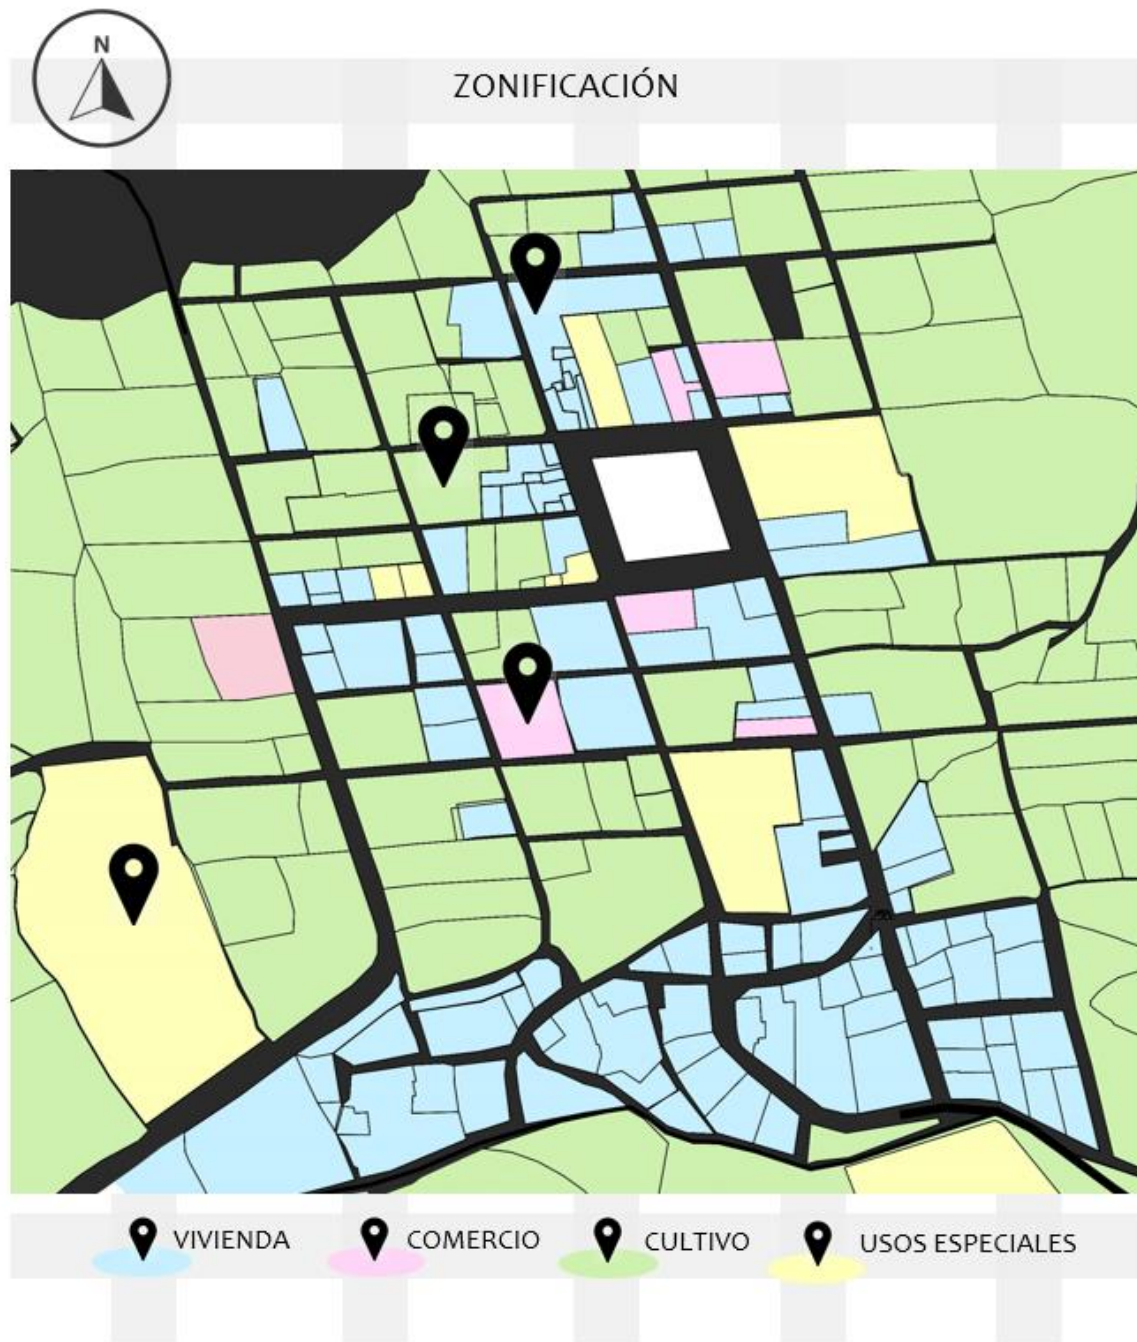 N
ZONIFICACIÓN
VIVIENDA
COMERCIO
CULTIVO
USOS ESPECIALES